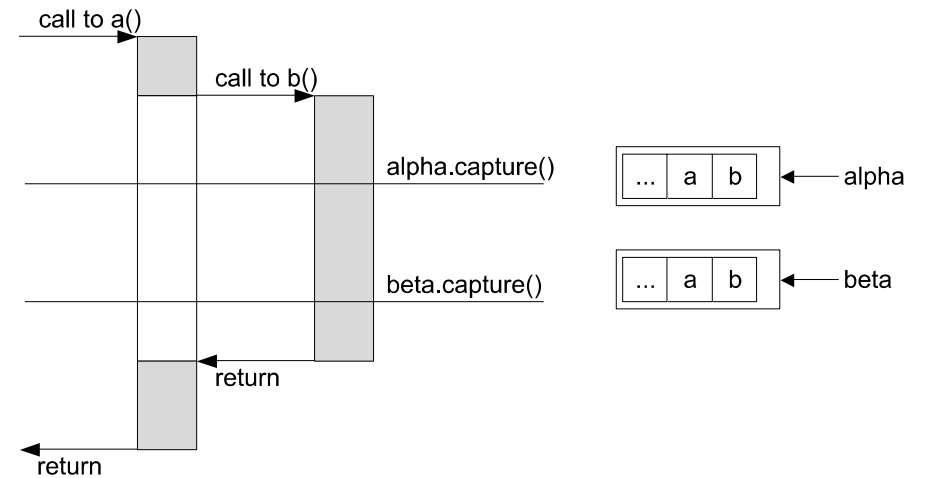 call to a()
call to b()
alpha.capture()
... a b
alpha
beta.capture()
... a b
beta
return
return